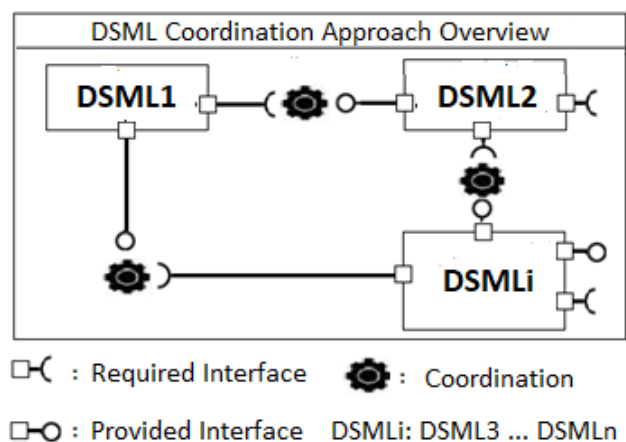 DSML Coordination Approach Overview
DSML1
DSML2
DSMLi
: Required Interface
: Coordination
: Provided Interface
DSMLi: DSML3 ... DSMLn